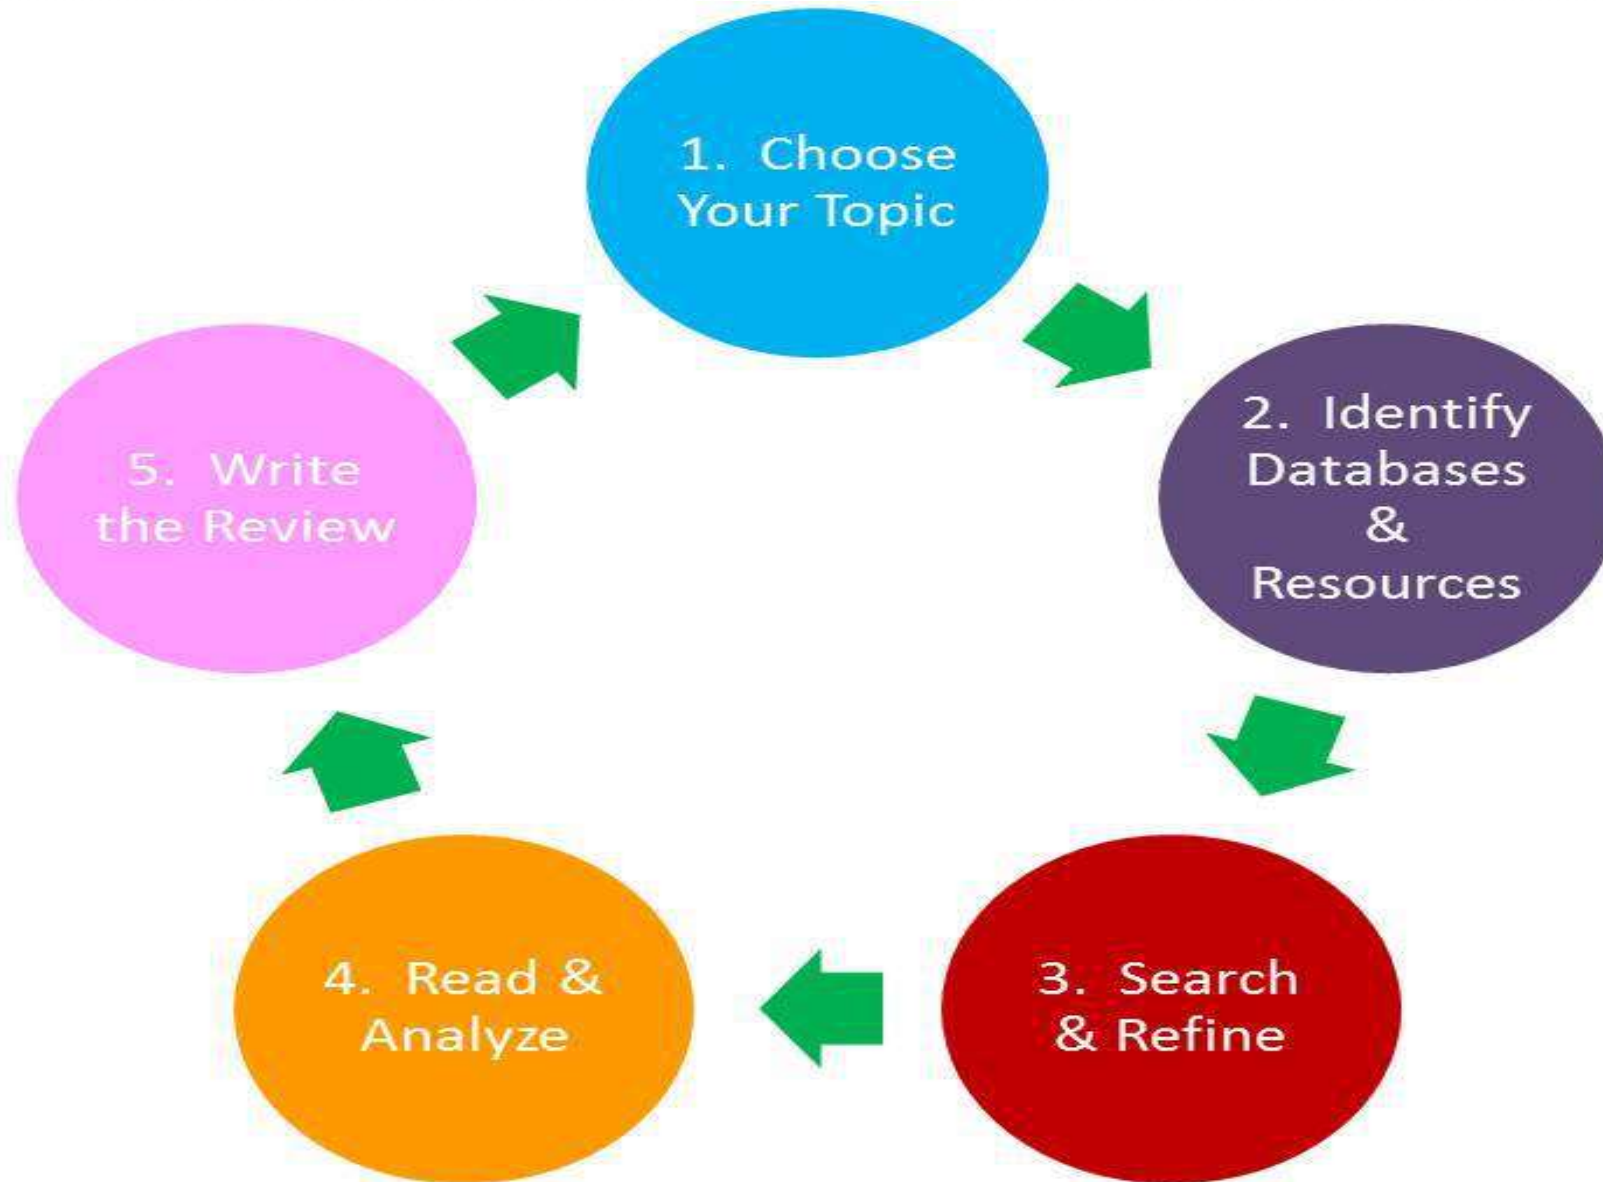 1. Choose
Your Topic
2. Identify
Databases
&
Resources
3. Search
& Refine
4. Read &
Analyze
5. Write
the Review